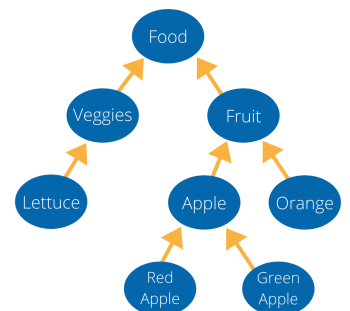 Food
Veggies
Fruit
Lettuce
Apple
Orange
Red
Apple
Green
Apple